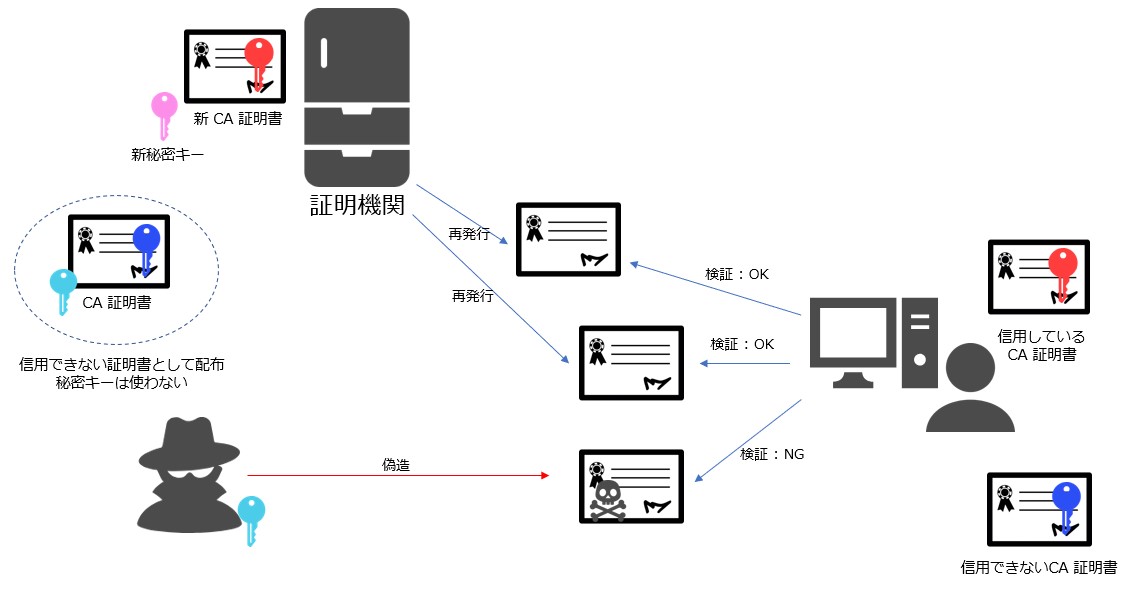 新 CA 証明書
新秘密キー
証明機関
再発行
再発行
検証：OK
検証：OK
検証：NG
信用している
CA 証明書
CA 証明書
信用できない証明書として配布
秘密キーは使わない
偽造
信用できないCA 証明書